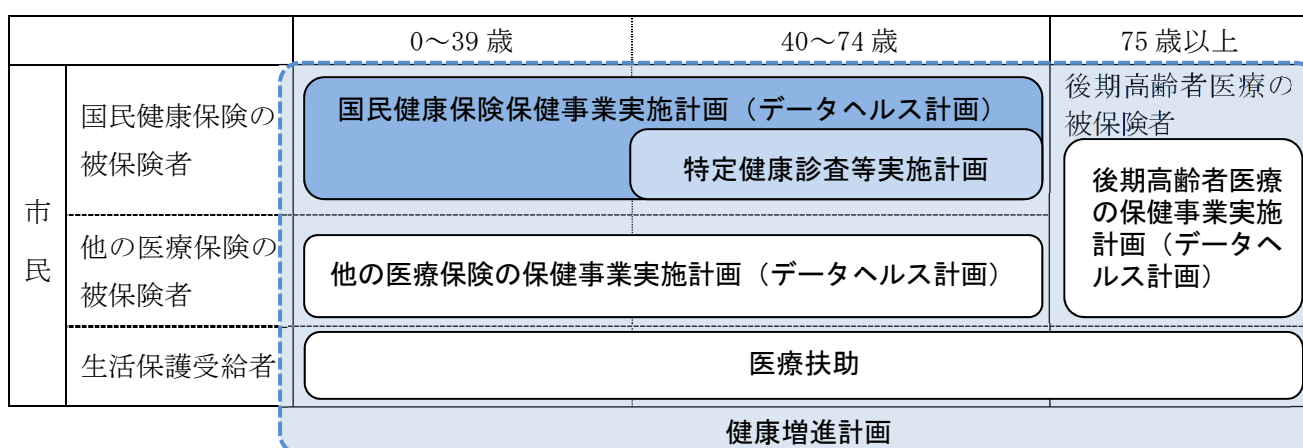 0～39 歳
40～74 歳
75 歳以上
市
民
国民健康保険の
被保険者
国民健康保険保健事業実施計画（データヘルス計画）
特定健康診査等実施計画
後期高齢者医療の
被保険者
後期高齢者医療
の保健事業実施
計画（データヘ
ルス計画）
他の医療保険の
被保険者
他の医療保険の保健事業実施計画（データヘルス計画）
生活保護受給者
医療扶助
健康増進計画